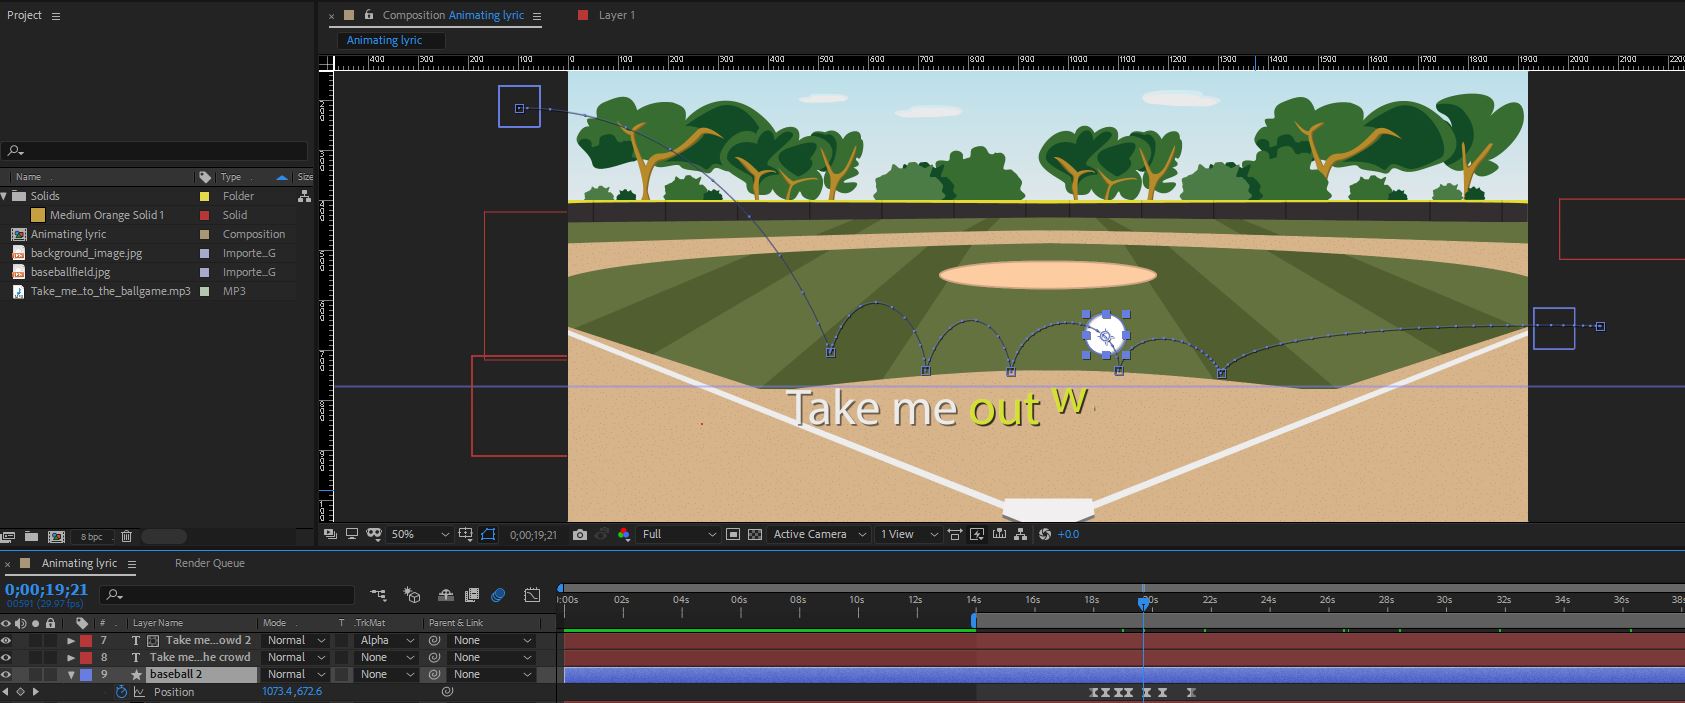 Project
Composition Animating lyric
Layer 1
Animating lyric
400 300 200 100 0 100 200 300 400 500 600 700 800 900 1000 1100 1200 1300 1400 1500 1600 1700 1800 1900 2000 2100 220
Name Type Size
Solids Folder
Medium Orange Solid 1 Solid
Animating lyric Composition
background_image.jpg Importe...G
baseballfield.jpg Importe...G
Take_me...to_the_ballgame.mp3 MP3
Take me out w
8 bpc
50% 0;00;19;21 Full Active Camera 1 View +0.0
Animating lyric Render Queue
0;00;19;21
00591 (29.97 fps)
:00s 02s 04s 06s 08s 10s 12s 14s 16s 18s 20s 22s 24s 26s 28s 30s 32s 34s 36s 38s
# Layer Name Mode T .TrkMat Parent & Link
7 T Take me...owd 2 Normal Alpha None
8 T Take me...he crowd Normal None None
9 baseball 2 Normal None None
Position 1073.4,672.6